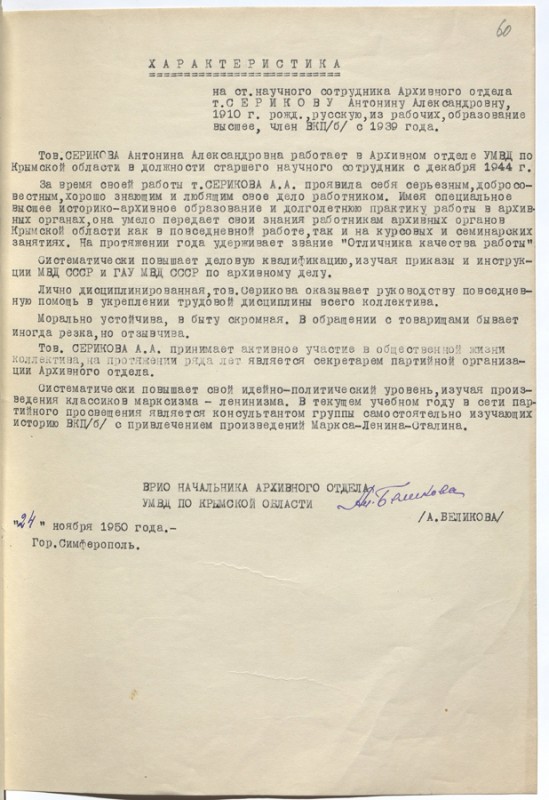 60
ХАРАКТЕРИСТИКА
на ст.научного сотрудника Архивного отдела
т.СЕРИКОВУ Антонину Александровну,
1910 г. рожд.,русскую,из рабочих,образование
высшее, член ВКП/б/ с 1939 года.
Тов.СЕРИКОВА Антонина Александровна работает в Архивном отделе УМВД по
Крымской области в должности старшего научного сотрудник с декабря 1944 г.
За время своей работы т.СЕРИКОВА А.А. проявила себя серьезным,добросо-
вестным,хорошо знающим и любящим свое дело работником. Имея специальное
высшее историко-архивное образование и долголетнюю практику работы в архив-
ных органах,она умело передает свои знания работникам архивных органов
Крымской области как в повседневной работе,так и на курсовых и семинарских
занятиях. На протяжении года удерживает звание "Отличника качества работы"
Систематически повышает деловую квалификацию,изучая приказы и инструк-
ции МВД СССР и ГАУ МВД СССР по архивному делу.
Лично дисциплинированная,тов.Серикова оказывает руководству повседнев-
ную помощь в укреплении трудовой дисциплины всего коллектива.
Морально устойчива, в быту скромная. В обращении с товарищами бывает
иногда резка,но отзывчива.
Тов. СЕРИКОВА А.А. принимает активное участие в общественной жизни
коллектива,на протяжении ряда лет является секретарем партийной организа-
ции Архивного отдела.
Систематически повышает свой идейно-политический уровень,изучая произ-
ведения классиков марксизма - ленинизма. В текущем учебном году в сети пар-
тийного просвещения является консультантом группы самостоятельно изучающих
историю ВКП/б/ с привлечением произведений Маркса-Ленина-Сталина.
ВРИО НАЧАЛЬНИКА АРХИВНОГО ОТДЕЛА
УМВД ПО КРЫМСКОЙ ОБЛАСТИ
/А.БЕЛИКОВА/
"24" ноября 1950 года.-
Гор.Симферополь.